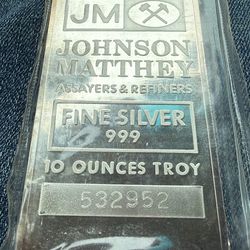 JM
JOHNSON
MATTHEY
ASSAYERS & REFINERS
FINE SILVER
999
10 OUNCES TROY
532952